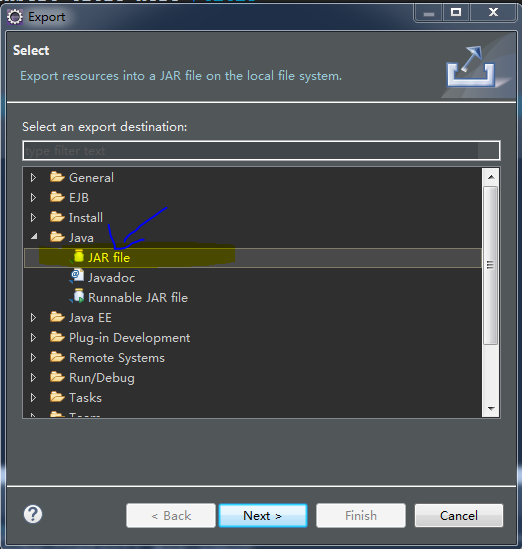 Export
Select
Export resources into a JAR file on the local file system.
Select an export destination:
type filter text
General
EJB
Install
Java
JAR file
Javadoc
Runnable JAR file
Java EE
Plug-in Development
Remote Systems
Run/Debug
Tasks
Team
< Back
Next >
Finish
Cancel